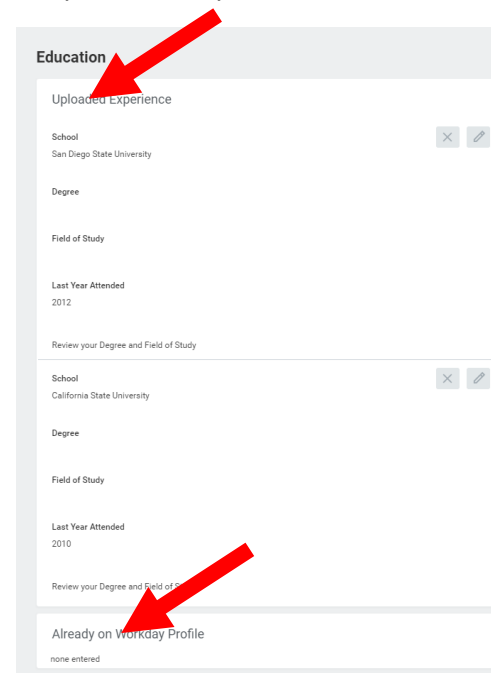 Education
Uploaded Experience
School
San Diego State University
Degree
Field of Study
Last Year Attended
2012
Review your Degree and Field of Study
School
California State University
Degree
Field of Study
Last Year Attended
2010
Review your Degree and Field of
Already on Workday Profile
none entered